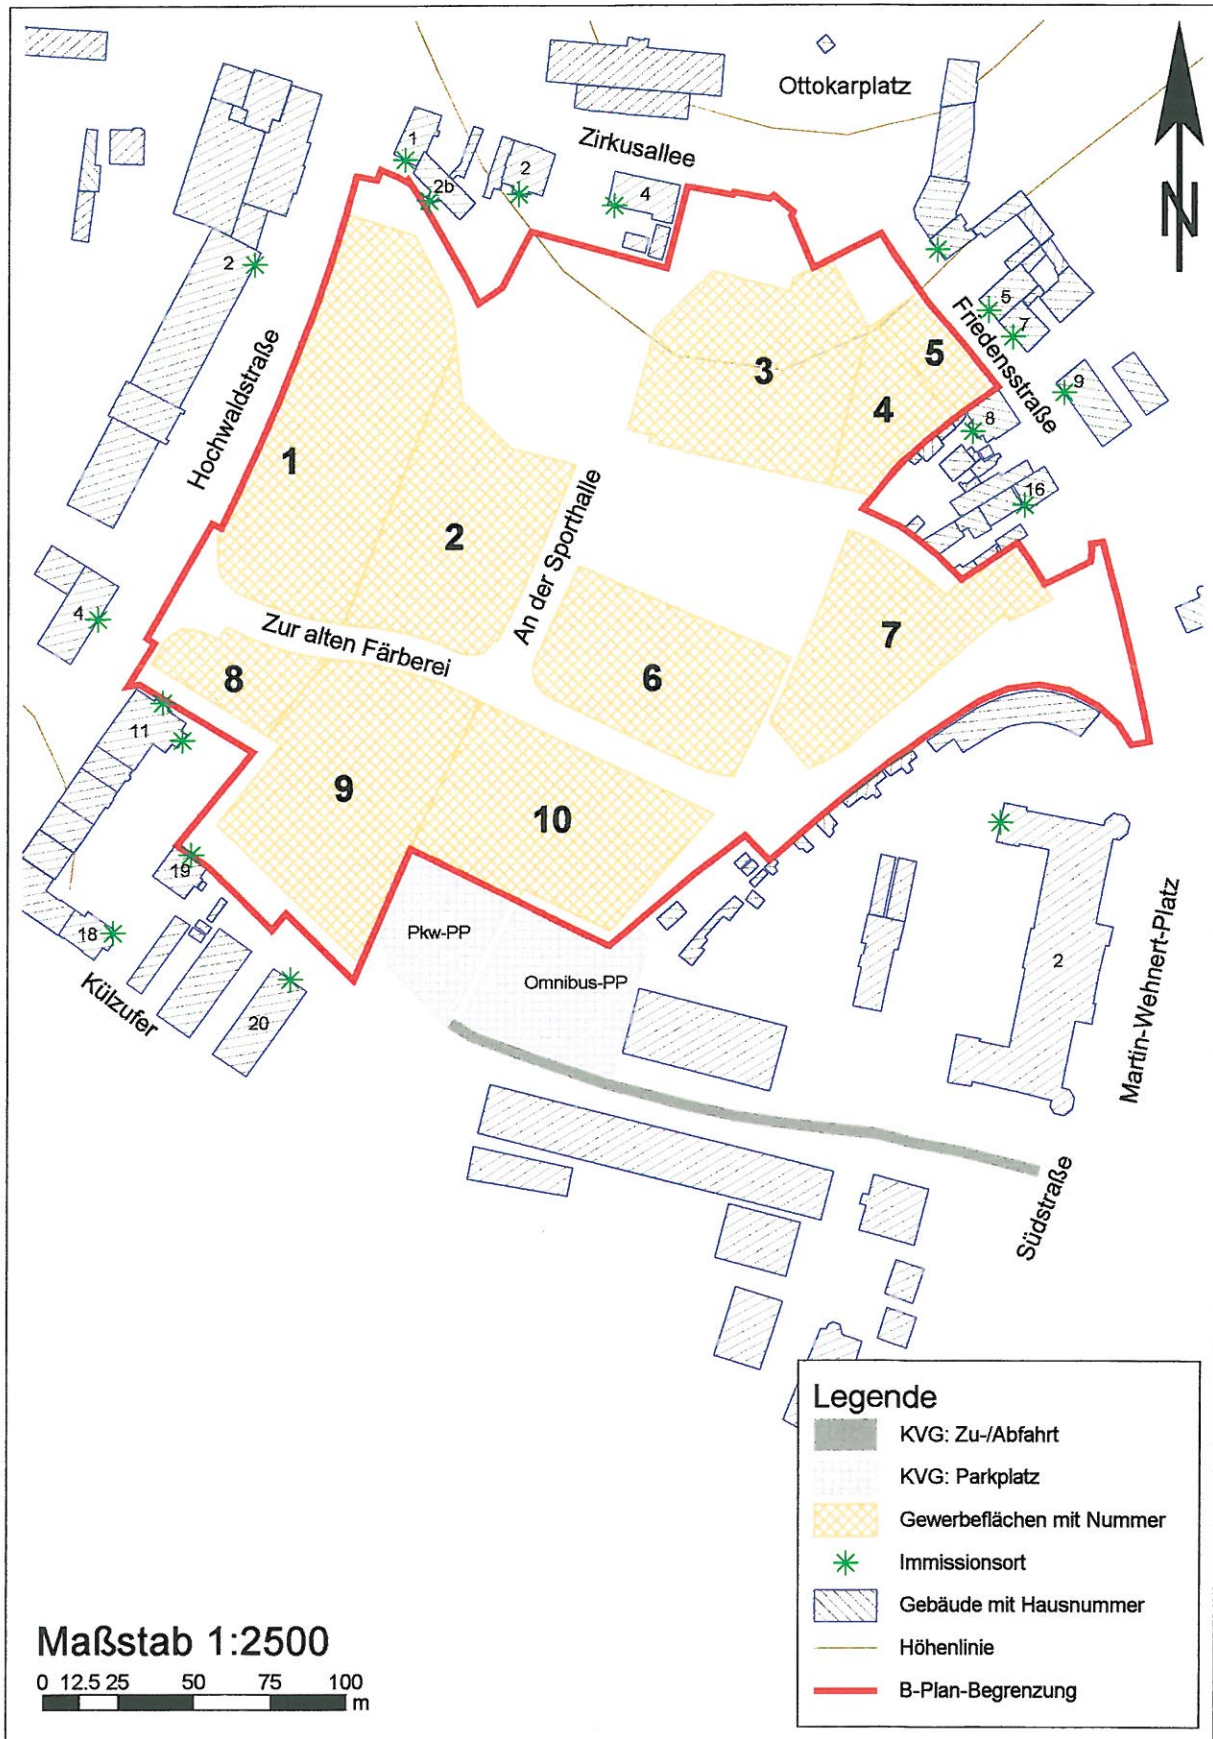 Ottokarplatz
Zirkusallee
N
1
2b
2
4
2
5
7
9
8
16
Friedensstraße
Hochwaldstraße
3
5
4
1
2
An der Sporthalle
Zur alten Färberei
4
7
6
8
11
9
10
19
18
20
Külzufer
Pkw-PP
Omnibus-PP
2
Martin-Wehnert-Platz
Südstraße
Legende
KVG: Zu-/Abfahrt
KVG: Parkplatz
Gewerbeflächen mit Nummer
Immissionsort
Gebäude mit Hausnummer
Höhenlinie
B-Plan-Begrenzung
Maßstab 1:2500
0 12.5 25 50 75 100
m